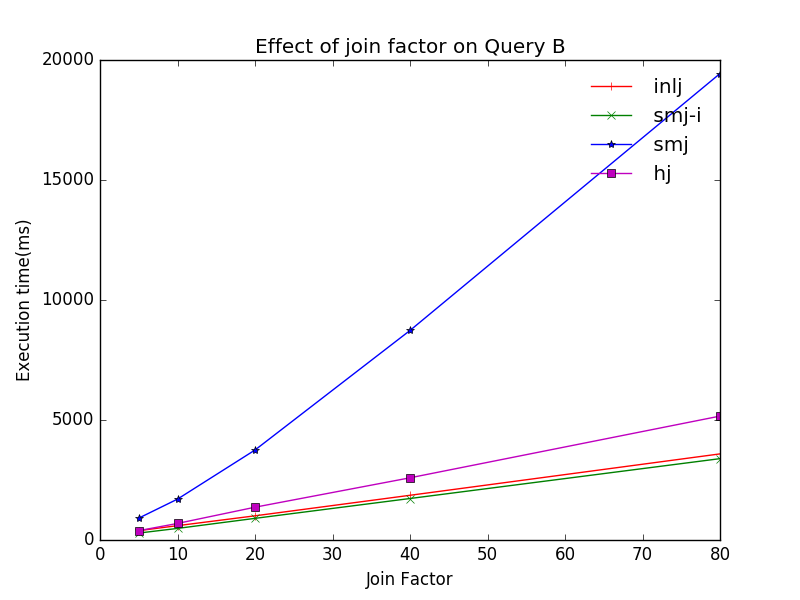 Effect of join factor on Query B
20000
15000
10000
5000
0
Execution time(ms)
inlj
smj-i
smj
hj
0 10 20 30 40 50 60 70 80
Join Factor